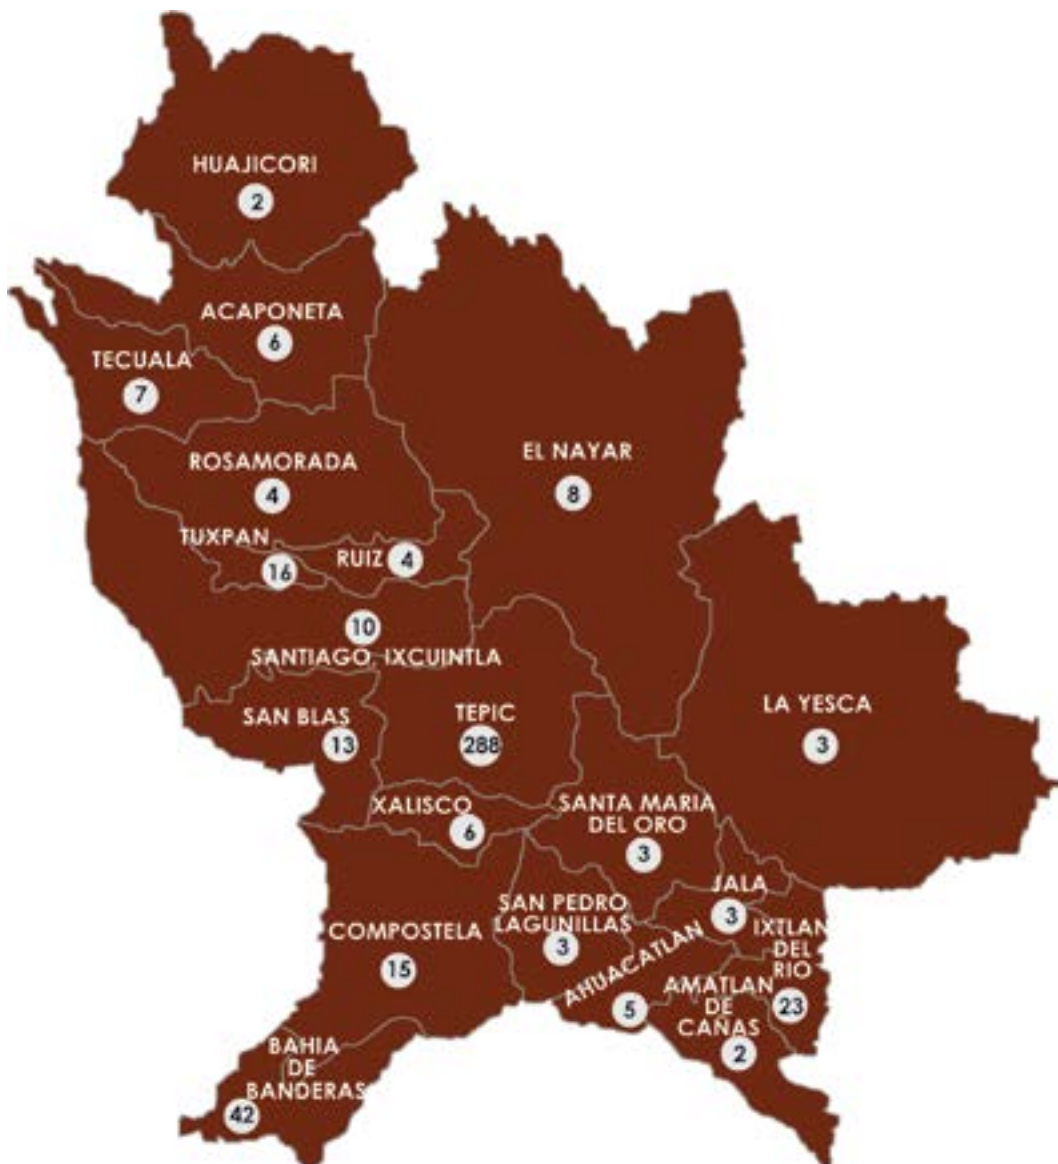 HUAJICORI
2
ACAPONETA
6
TECUALA
7
ROSAMORADA
4
EL NAYAR
8
TUXPAN
16
RUIZ
4
10
SANTIAGO IXCUINTLA
SAN BLAS
13
TEPIC
288
LA YESCA
3
XALISCO
6
SANTA MARIA
DEL ORO
3
JALA
3
SAN PEDRO
LAGUNILLAS
3
COMPOSTELA
15
AHUACATLAN
5
IXTLAN
DEL
RIO
23
AMATLAN
DE
CAÑAS
2
BAHIA
DE
BANDERAS
42